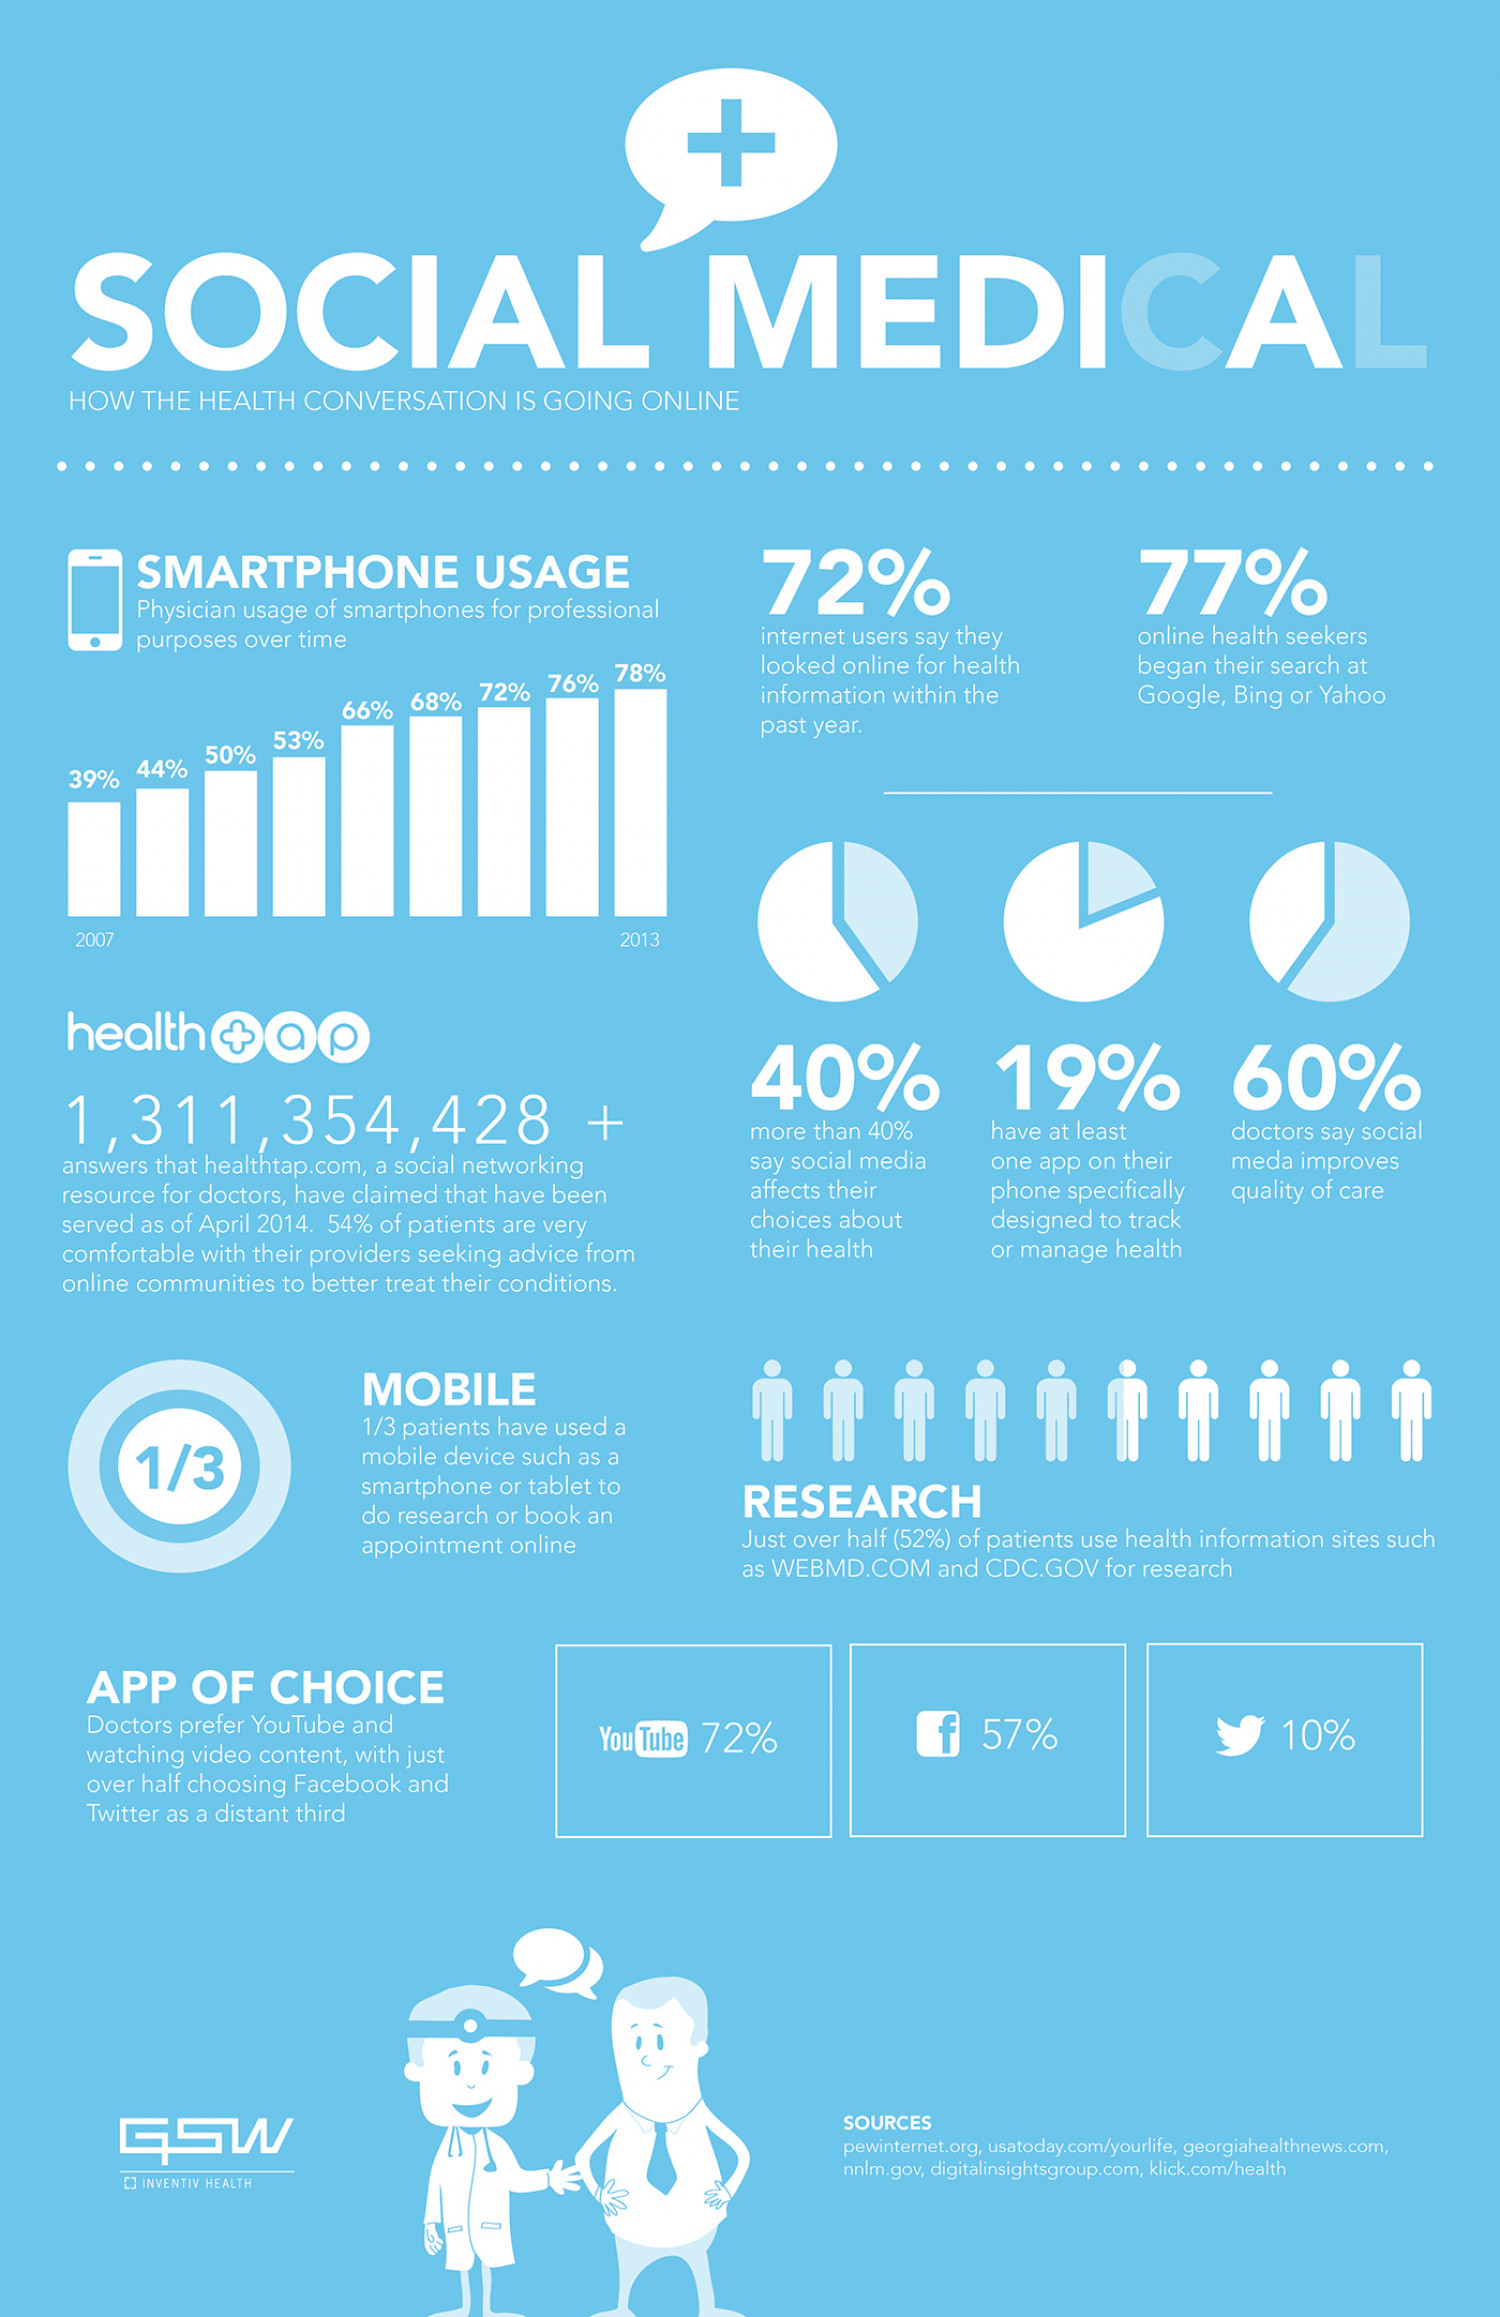 SOCIAL MEDICAL
HOW THE HEALTH CONVERSATION IS GOING ONLINE
SMARTPHONE USAGE
Physician usage of smartphones for professional
purposes over time
39%
44%
50%
53%
66%
68%
72%
76%
78%
2007
2013
72%
internet users say they
looked online for health
information within the
past year.
77%
online health seekers
began their search at
Google, Bing or Yahoo
healthtap
1,311,354,428 +
answers that healthtap.com, a social networking
resource for doctors, have claimed that have been
served as of April 2014. 54% of patients are very
comfortable with their providers seeking advice from
online communities to better treat their conditions.
40%
more than 40%
say social media
affects their
choices about
their health
19%
have at least
one app on their
phone specifically
designed to track
or manage health
60%
doctors say social
meda improves
quality of care
1/3
MOBILE
1/3 patients have used a
mobile device such as a
smartphone or tablet to
do research or book an
appointment online
RESEARCH
Just over half (52%) of patients use health information sites such
as WEBMD.COM and CDC.GOV for research
APP OF CHOICE
Doctors prefer YouTube and
watching video content, with just
over half choosing Facebook and
Twitter as a distant third
YouTube 72%
f 57%
10%
GSW
INVENTIV HEALTH
SOURCES
pewinternet.org, usatoday.com/yourlife, georgiahealthnews.com,
nnlm.gov, digitalinsightsgroup.com, klick.com/health